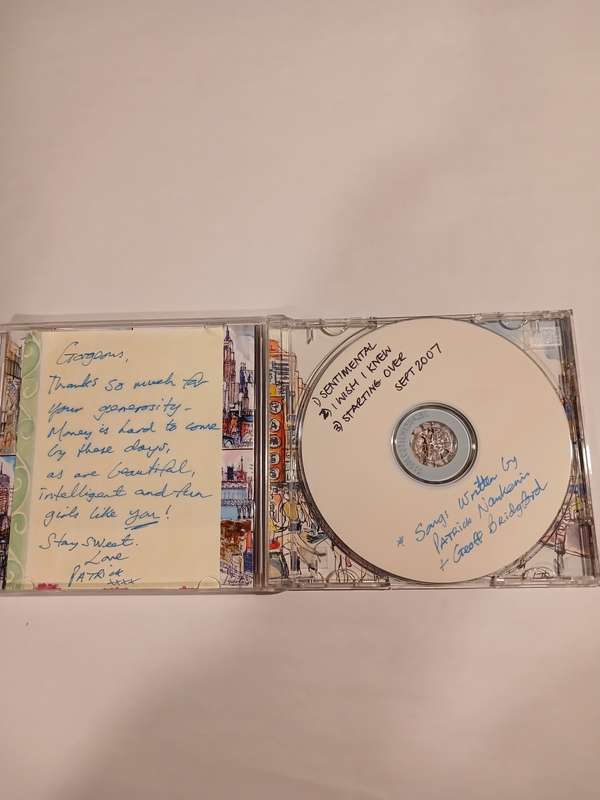 Gorgeous,
Thanks so much for
your generosity -
Money is hard to come
by these days,
as are beautiful,
intelligent and fun
girls like you!
Stay sweet.
Love
PATRick
xxxx
1) SENTIMENTAL
2) I WISH I KNEW
3) STARTING OVER
SEPT 2007
* Songs Written by
PATRICK
+ Geoff Bridgford